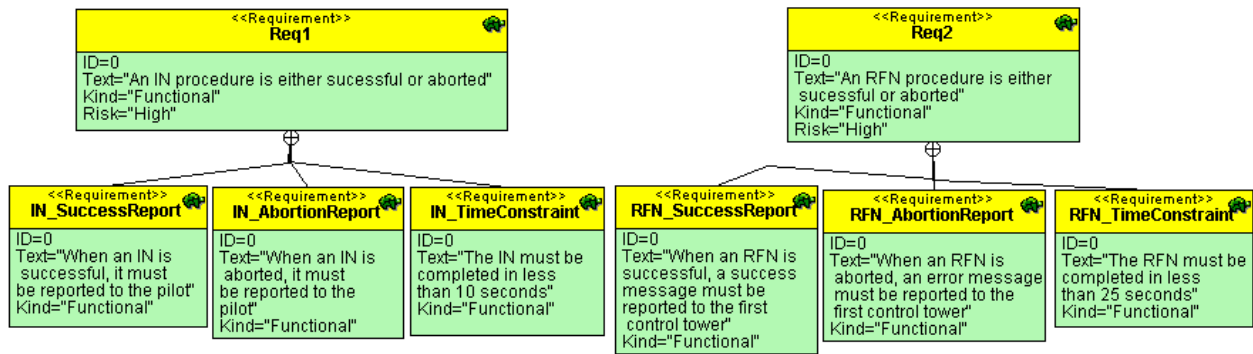 <<Requirement>>
Req1
ID=0
Text="An IN procedure is either sucessful or aborted"
Kind="Functional"
Risk="High"
<<Requirement>>
Req2
ID=0
Text="An RFN procedure is either
sucessful or aborted"
Kind="Functional"
Risk="High"
<<Requirement>>
IN_SuccessReport
ID=0
Text="When an IN is
successful, it must
be reported to the pilot"
Kind="Functional"
<<Requirement>>
IN_AbortionReport
ID=0
Text="When an IN is
aborted, it must
be reported to the
pilot"
Kind="Functional"
<<Requirement>>
IN_TimeConstraint
ID=0
Text="The IN must be
completed in less
than 10 seconds"
Kind="Functional"
<<Requirement>>
RFN_SuccessReport
ID=0
Text="When an RFN is
successful, a success
message must be
reported to the first
control tower"
Kind="Functional"
<<Requirement>>
RFN_AbortionReport
ID=0
Text="When an RFN is
aborted, an error message
must be reported to the
first control tower"
Kind="Functional"
<<Requirement>>
RFN_TimeConstraint
ID=0
Text="The RFN must be
completed in less
than 25 seconds"
Kind="Functional"